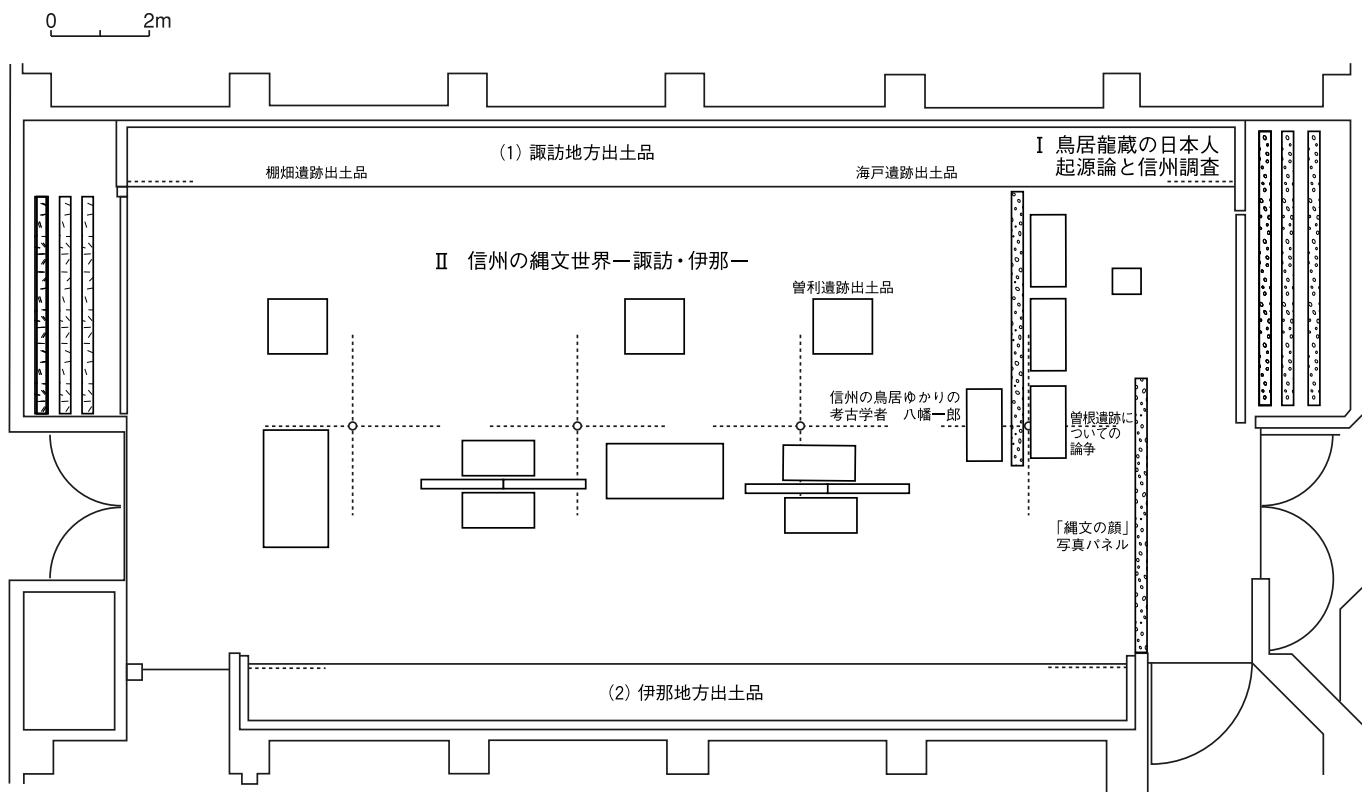 0 2m
(1) 諏訪地方出土品
Ⅰ 鳥居龍蔵の日本人
起源論と信州調査
棚畑遺跡出土品
海戸遺跡出土品
Ⅱ 信州の縄文世界ー諏訪・伊那ー
曽利遺跡出土品
信州の鳥居ゆかりの
考古学者 八幡一郎
曽根遺跡に
ついての
論争
「縄文の顔」
写真パネル
(2) 伊那地方出土品